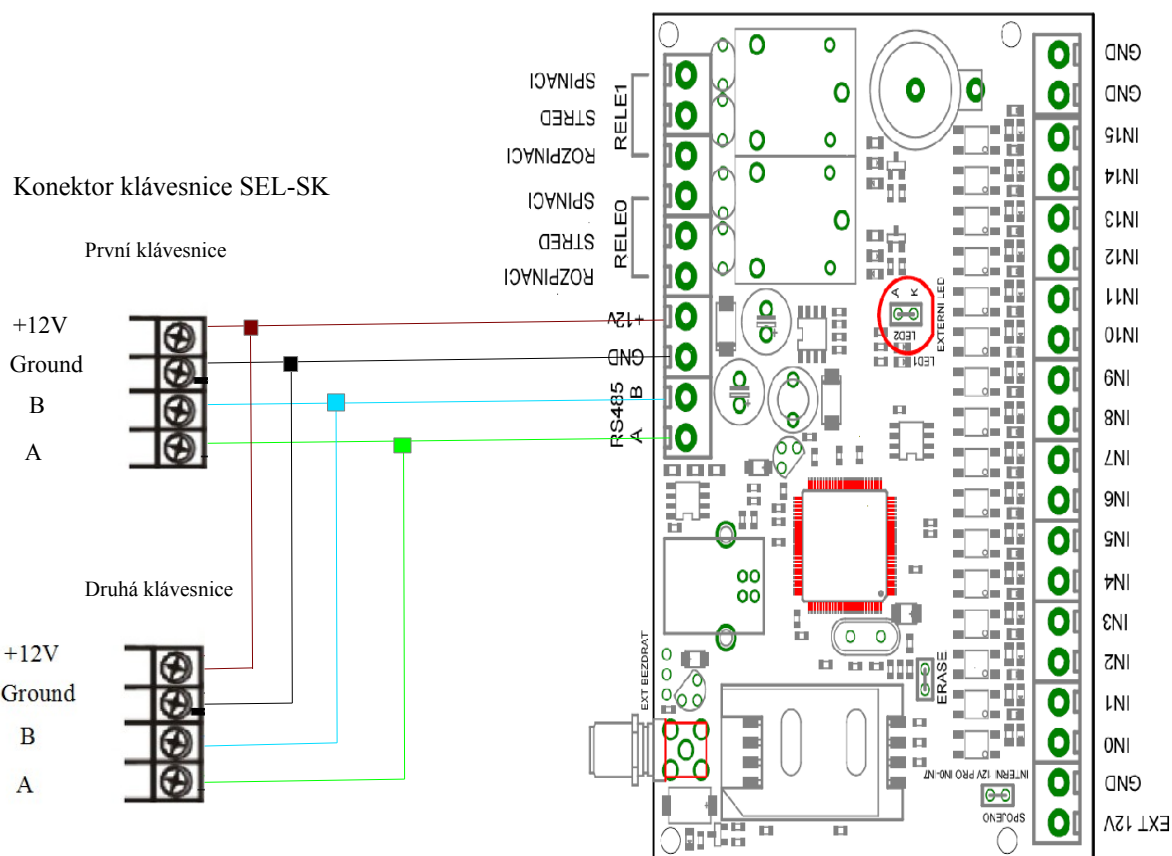 Konektor klávesnice SEL-SK
První klávesnice
+12V
Ground
B
A
Druhá klávesnice
+12V
Ground
B
A
SPINACI
STRED
ROZPINACI
RELE1
SPINACI
STRED
ROZPINACI
RELE0
+12V
GND
B
A
RS485
EXT BEZDRAT
A
K
EXTERNI LED
LED2
LED1
ERASE
INTERNI 12V PRO IN0-IN7
SPOJENO
GND
GND
IN15
IN14
IN13
IN12
IN11
IN10
IN9
IN8
IN7
IN6
IN5
IN4
IN3
IN2
IN1
IN0
GND
EXT 12V